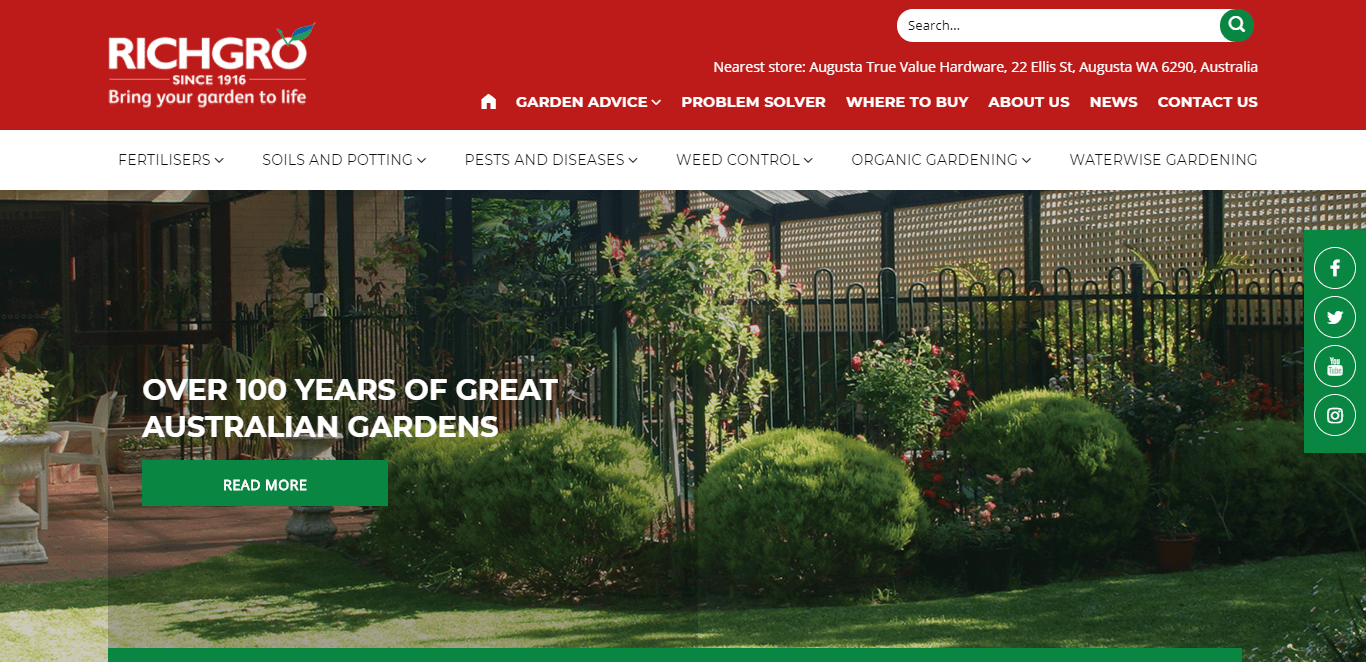 RICHGRO
SINCE 1916
Bring your garden to life
Search...
Nearest store: Augusta True Value Hardware, 22 Ellis St, Augusta WA 6290, Australia
GARDEN ADVICE
PROBLEM SOLVER
WHERE TO BUY
ABOUT US
NEWS
CONTACT US
FERTILISERS
SOILS AND POTTING
PESTS AND DISEASES
WEED CONTROL
ORGANIC GARDENING
WATERWISE GARDENING
OVER 100 YEARS OF GREAT
AUSTRALIAN GARDENS
READ MORE
You
Tube